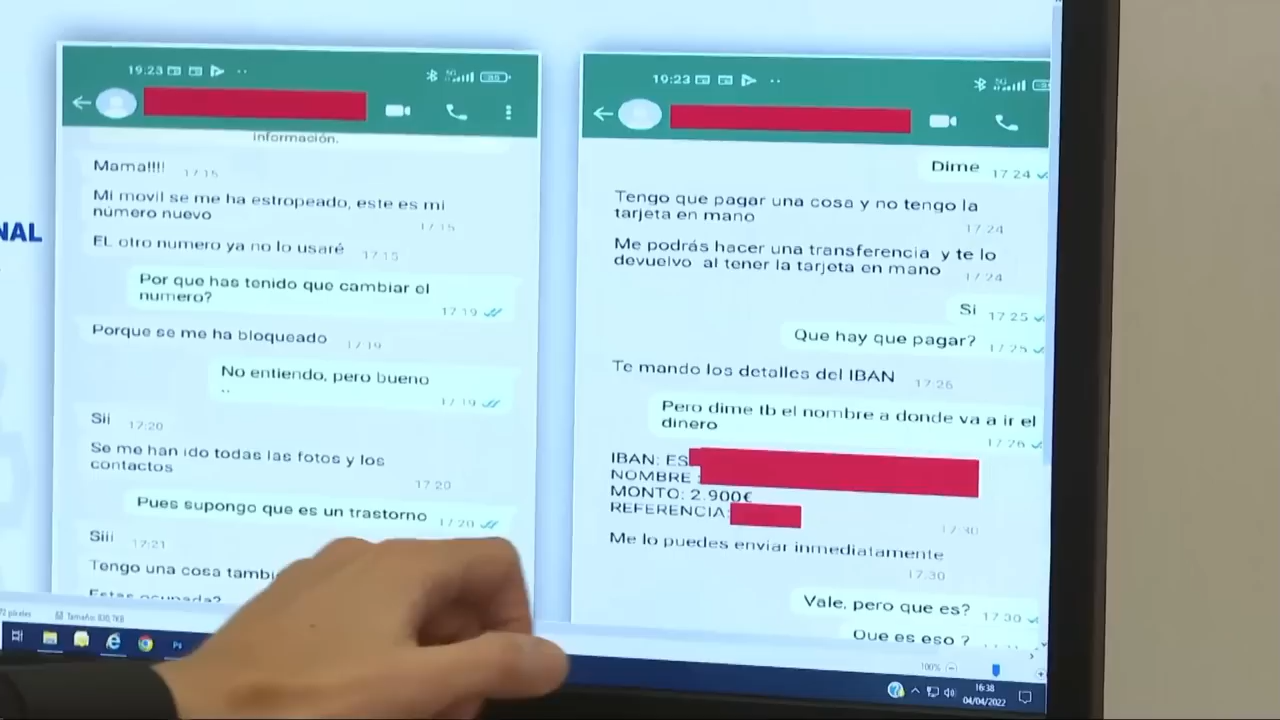 NAL
19:23
información.
Mama!!!! 17:15
Mi movil se me ha estropeado, este es mi
número nuevo
17:15
EL otro numero ya no lo usaré 17:15
Por que has tenido que cambiar el
numero?
17:19
Porque se me ha bloqueado 17:19
No entiendo, pero bueno
..
17:19
Sii 17:20
Se me han ido todas las fotos y los
contactos
17:20
Pues supongo que es un trastorno 17:20
Siii 17:21
Tengo una cosa tambi
Estas ocupada?
19:23
Dime 17:24
Tengo que pagar una cosa y no tengo la
tarjeta en mano
17:24
Me podrás hacer una transferencia y te lo
devuelvo al tener la tarjeta en mano 17:24
Si 17:25
Que hay que pagar? 17:25
Te mando los detalles del IBAN 17:26
Pero dime tb el nombre a donde va a ir el
dinero
17:26
IBAN: ES
NOMBRE :
MONTO: 2.900€
REFERENCIA:
17:30
Me lo puedes enviar inmediatamente
17:30
Vale, pero que es? 17:30
Que es eso ?
100%
16:38
04/04/2022